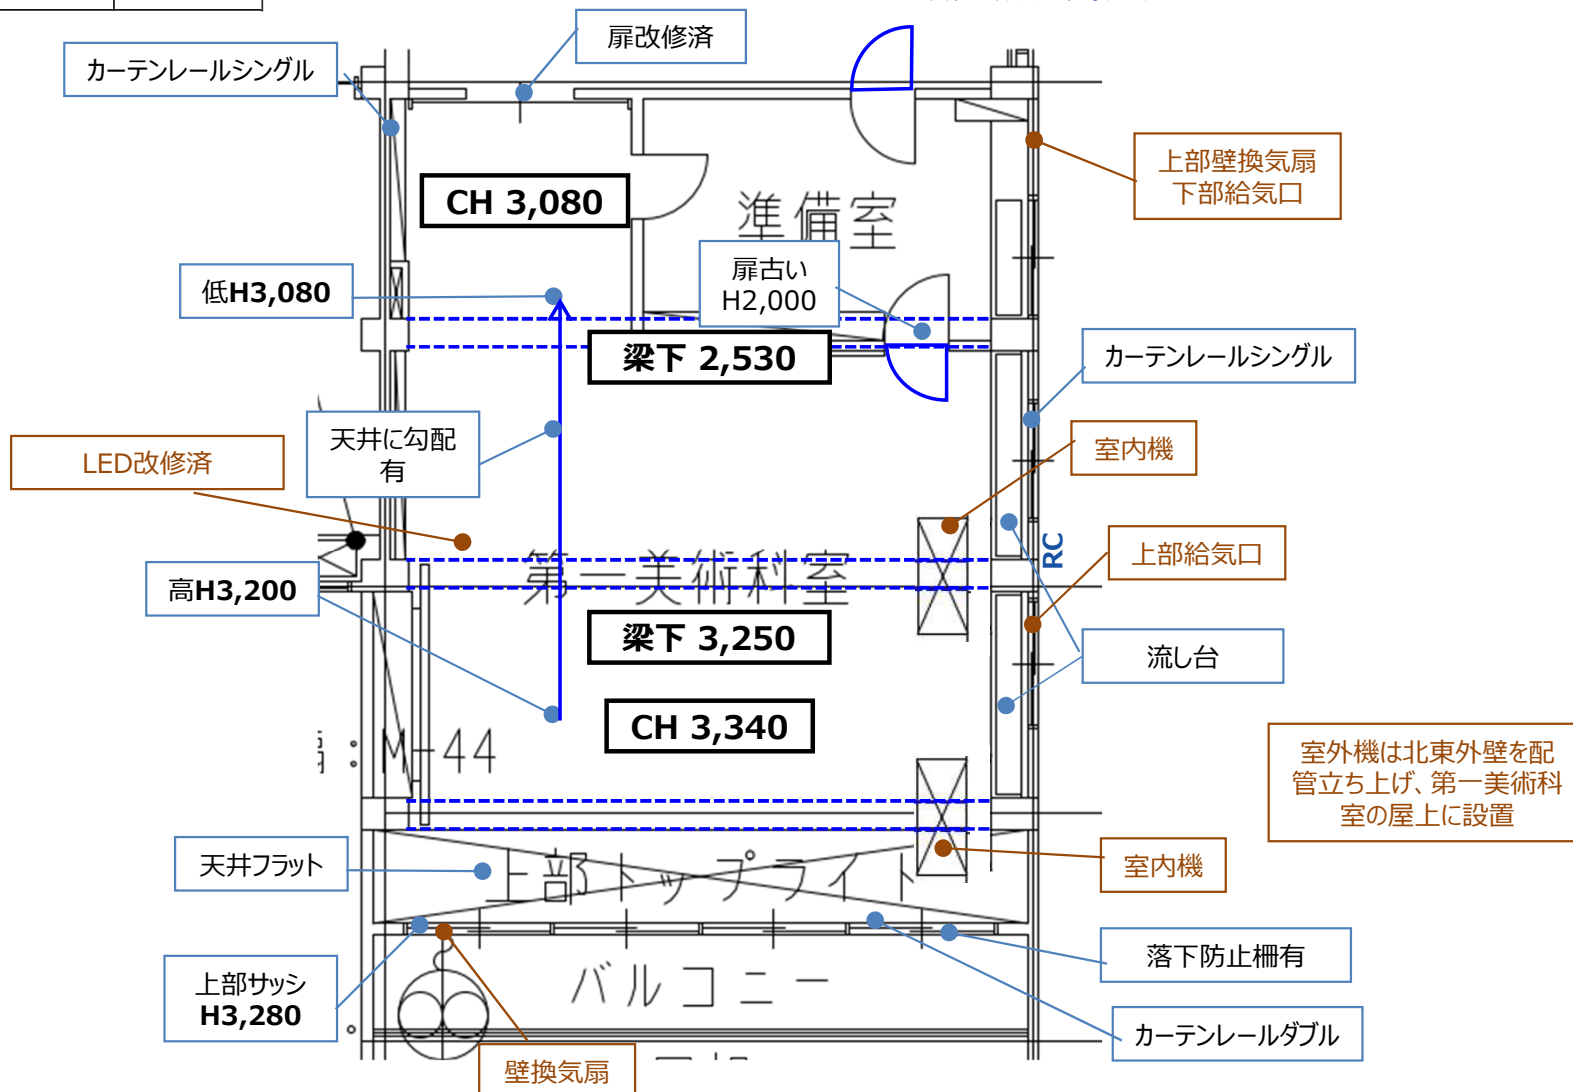 扉改修済
カーテンレールシングル
上部壁換気扇
下部給気口
CH 3,080
準備室
扉古い
H2,000
低H3,080
梁下 2,530
カーテンレールシングル
天井に勾配
有
室内機
LED改修済
RC
上部給気口
第一美術科室
高H3,200
梁下 3,250
流し台
CH 3,340
: M-44
室外機は北東外壁を配
管立ち上げ、第一美術科
室の屋上に設置
天井フラット
上部トップライト
室内機
落下防止柵有
上部サッシ
H3,280
バルコニー
カーテンレールダブル
壁換気扇